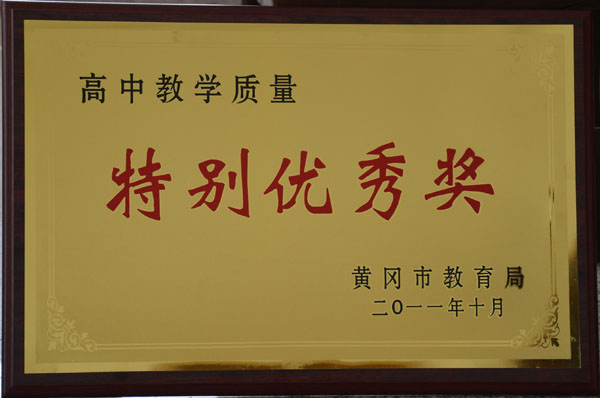 高中教学质量
特别优秀奖
黄冈市教育局
二〇一一年十月